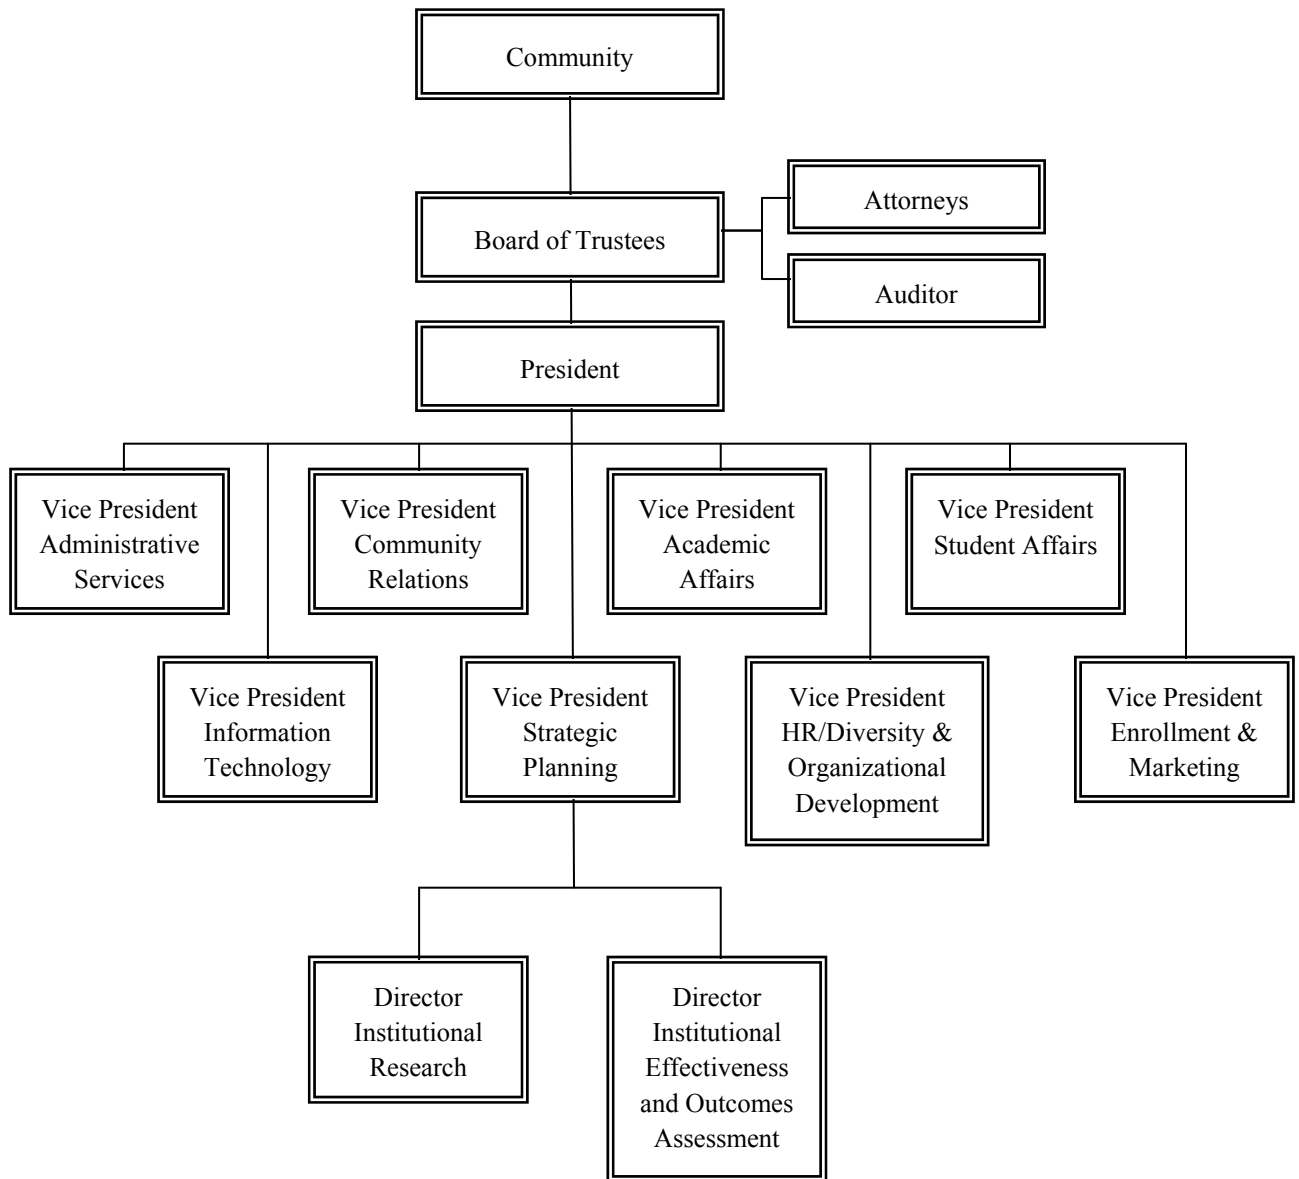 Community
Attorneys
Board of Trustees
Auditor
President
Vice President
Administrative
Services
Vice President
Community
Relations
Vice President
Academic
Affairs
Vice President
Student Affairs
Vice President
Information
Technology
Vice President
Strategic
Planning
Vice President
HR/Diversity &
Organizational
Development
Vice President
Enrollment &
Marketing
Director
Institutional
Research
Director
Institutional
Effectiveness
and Outcomes
Assessment